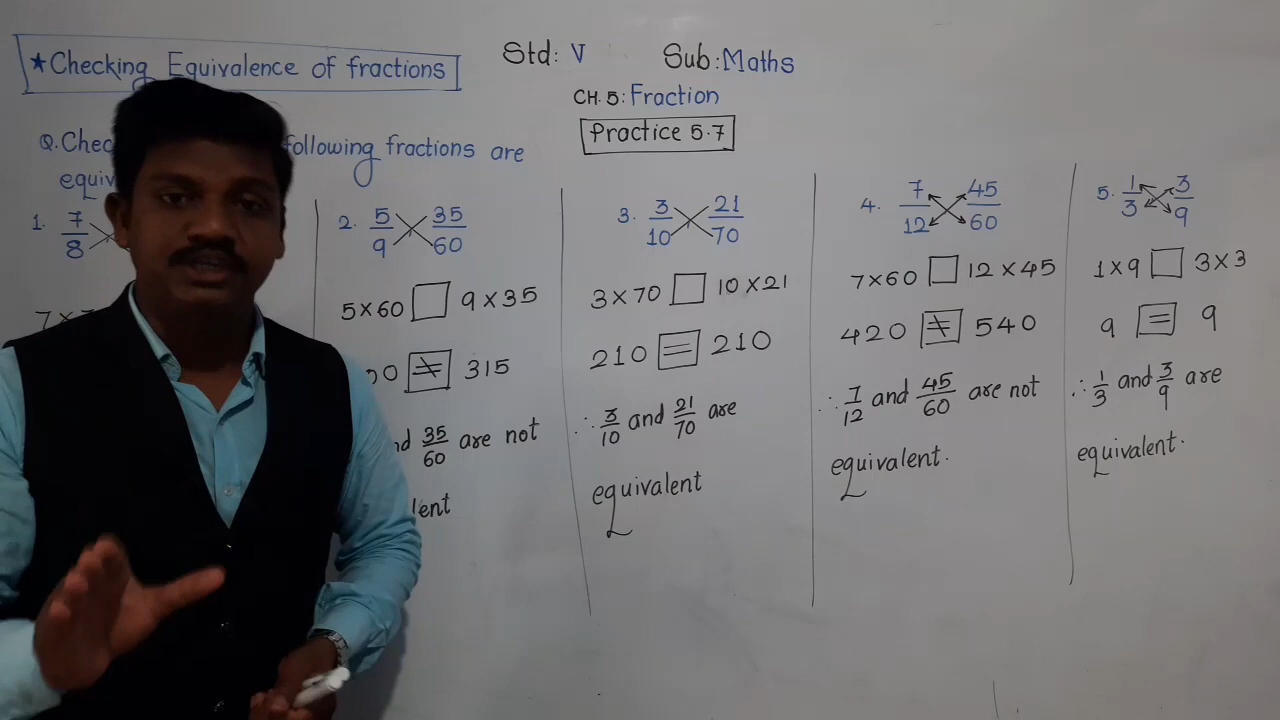 ★Checking Equivalence of fractions
Std: V Sub: Maths
CH. 5: Fraction
Practice 5.7
Q. following fractions are
1. 7/8
7 ×
2. 5/9 35/60
5×60 □ 9×35
≠ 315
35/60 are not
3. 3/10 21/70
3×70 □ 10×21
210 = 210
∴ 3/10 and 21/70 are
equivalent
4. 7/12 45/60
7×60 □ 12×45
420 ≠ 540
∴ 7/12 and 45/60 are not
equivalent.
5. 1/3 3/9
1×9 □ 3×3
9 = 9
∴ 1/3 and 3/9 are
equivalent.